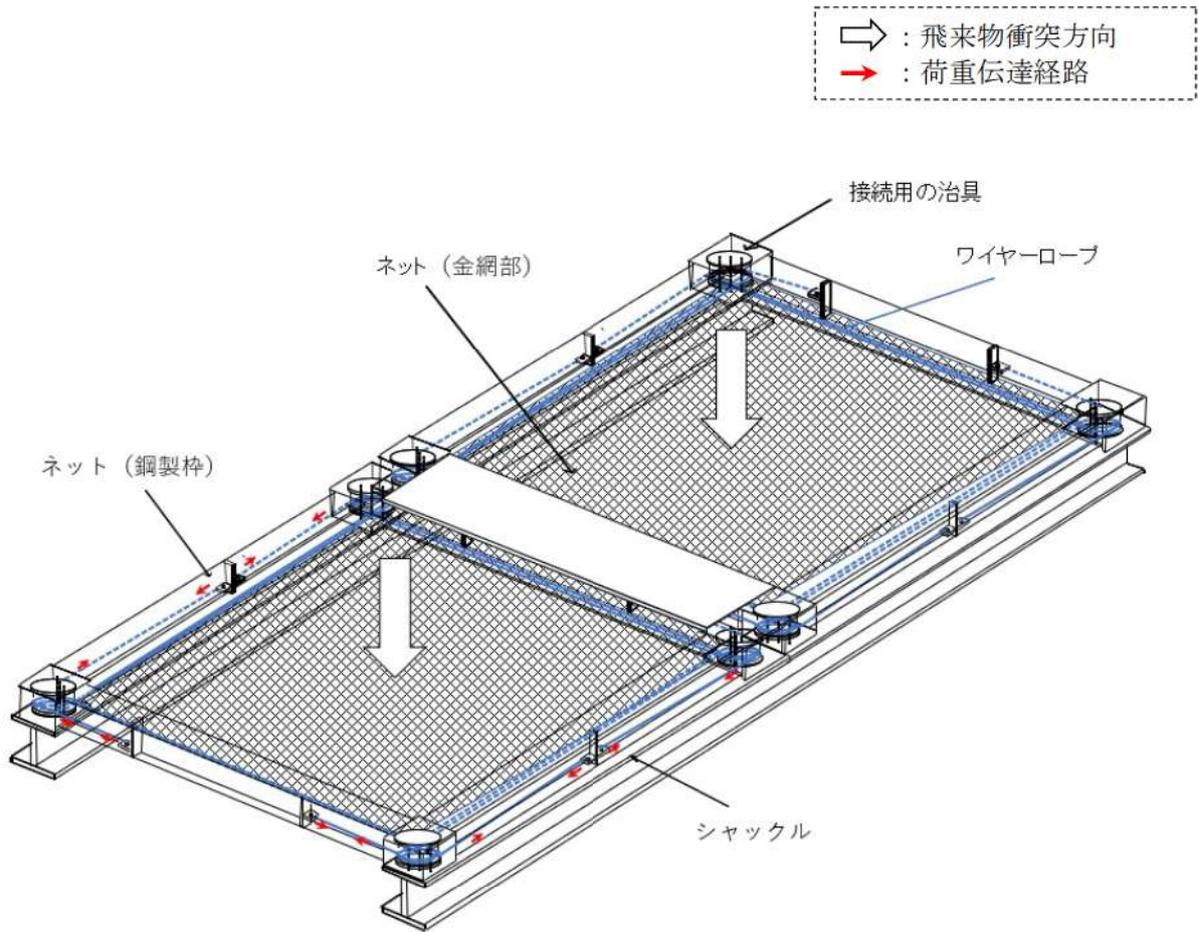 ：飛来物衝突方向
：荷重伝達経路
接続用の治具
ネット（金網部）
ワイヤーロープ
ネット（鋼製枠）
シャックル